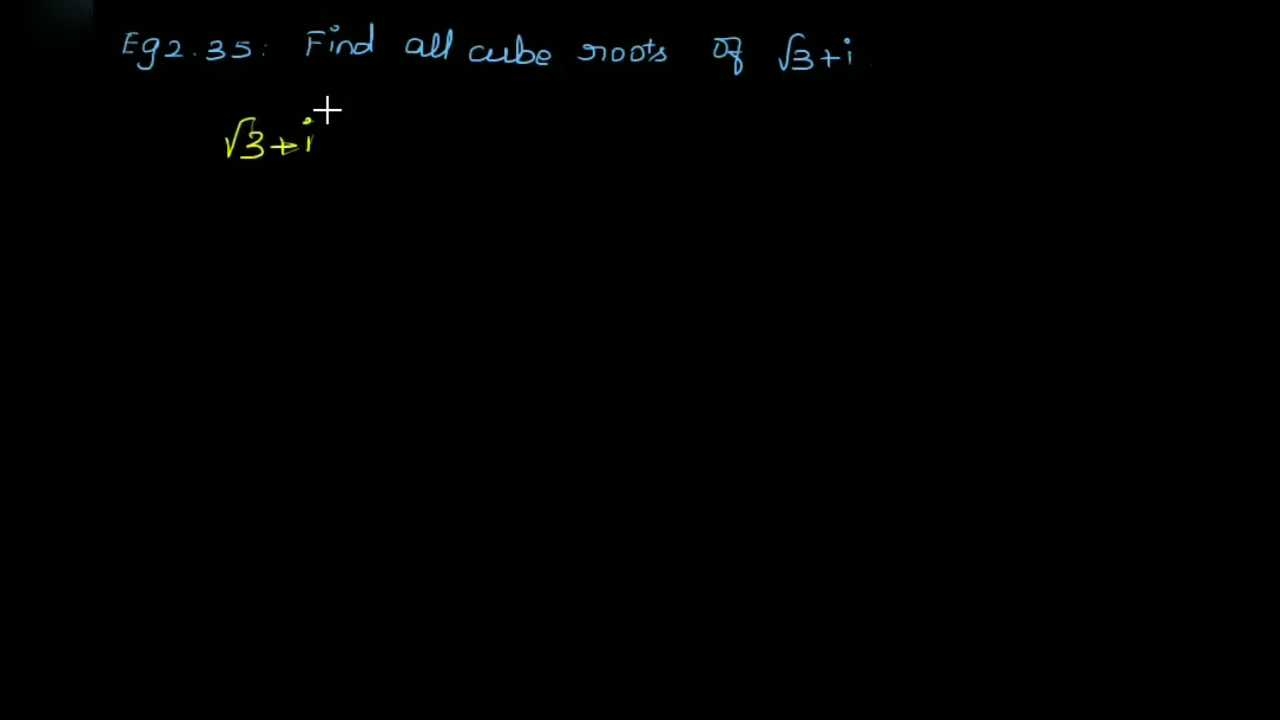 Eg 2.35: Find all cube roots of √3+i
√3+i